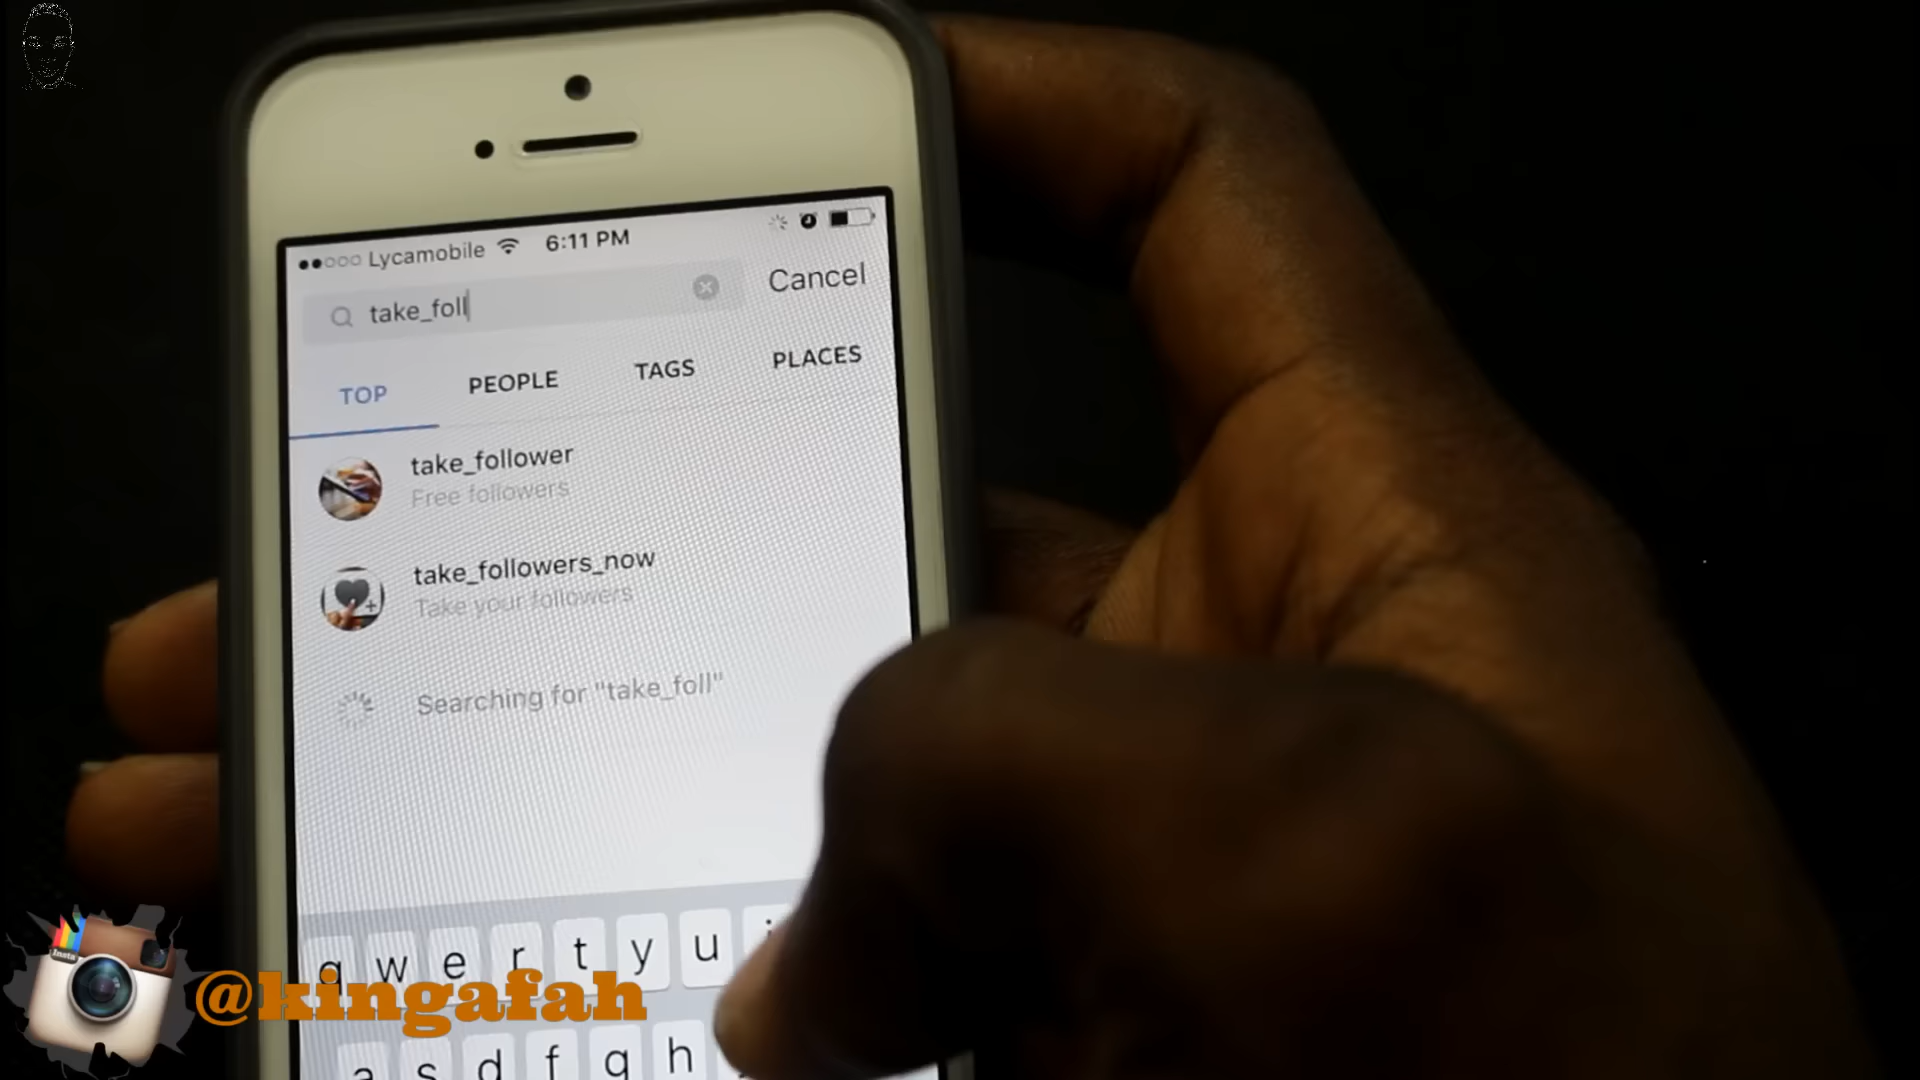 Lycamobile 6:11 PM
take_foll Cancel
TOP PEOPLE TAGS PLACES
take_follower
Free followers
take_followers_now
Take your followers
Searching for "take_foll"
q w e r t y u i
a s d f g h
Insta
@kingafah